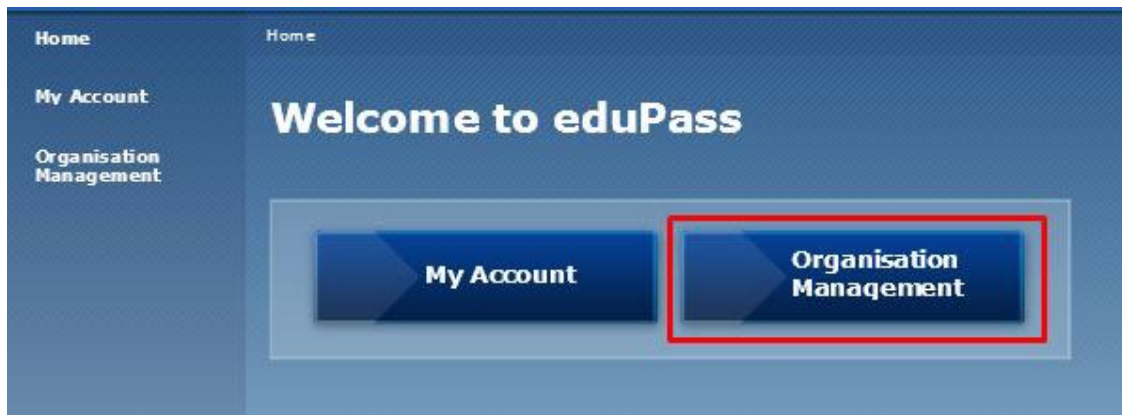 Home
My Account
Organisation
Management
Home
Welcome to eduPass
My Account
Organisation
Management